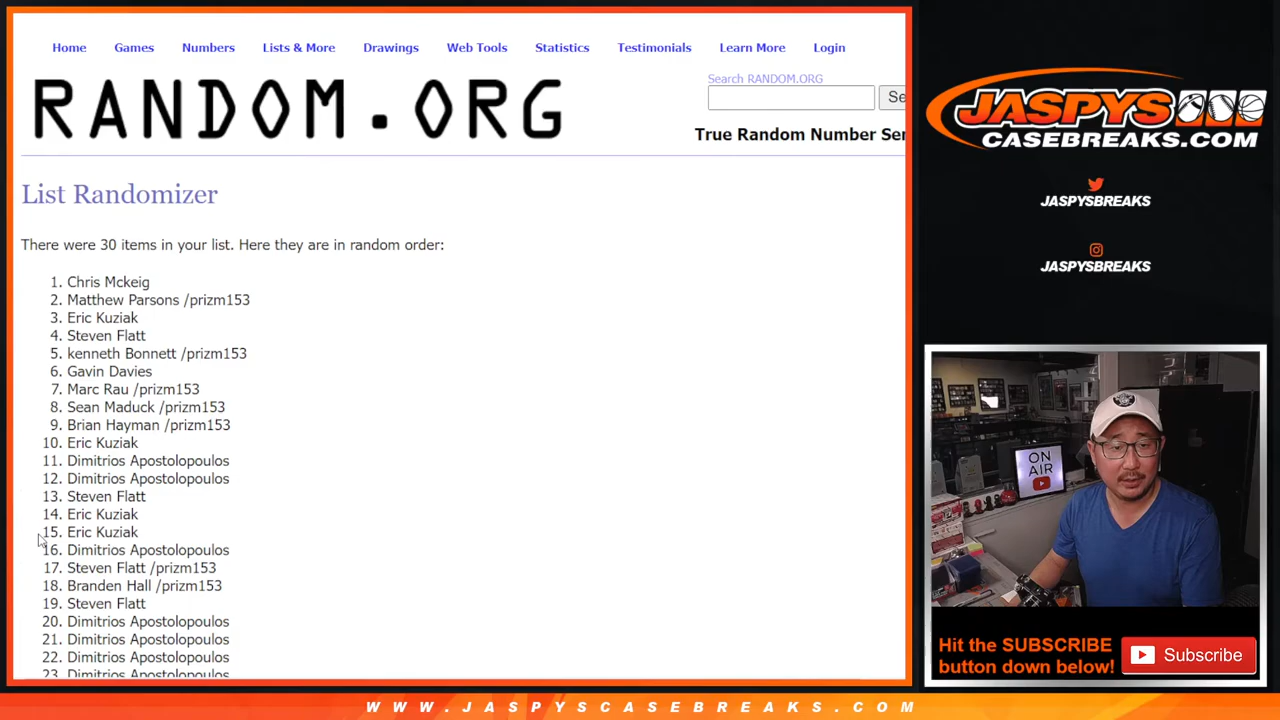 Home Games Numbers Lists & More Drawings Web Tools Statistics Testimonials Learn More Login
Search RANDOM.ORG
RANDOM.ORG
Se
True Random Number Ser
List Randomizer
There were 30 items in your list. Here they are in random order:
1. Chris Mckeig
2. Matthew Parsons /prizm153
3. Eric Kuziak
4. Steven Flatt
5. kenneth Bonnett /prizm153
6. Gavin Davies
7. Marc Rau /prizm153
8. Sean Maduck /prizm153
9. Brian Hayman /prizm153
10. Eric Kuziak
11. Dimitrios Apostolopoulos
12. Dimitrios Apostolopoulos
13. Steven Flatt
14. Eric Kuziak
15. Eric Kuziak
16. Dimitrios Apostolopoulos
17. Steven Flatt /prizm153
18. Branden Hall /prizm153
19. Steven Flatt
20. Dimitrios Apostolopoulos
21. Dimitrios Apostolopoulos
22. Dimitrios Apostolopoulos
23. Dimitrios Apostolopoulos
JASPYS
CASEBREAKS.COM
JASPYSBREAKS
JASPYSBREAKS
ON
AIR
Hit the SUBSCRIBE
button down below!
Subscribe
WWW.JASPYSCASEBREAKS.COM